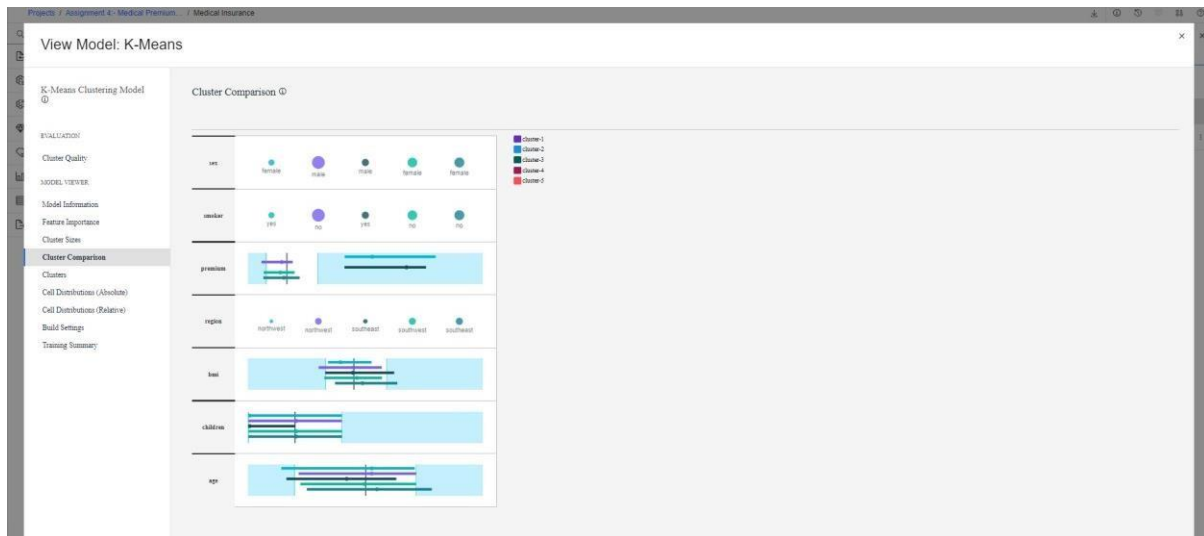 Projects / Assignment 4:- Medical Premium... / Medical Insurance
View Model: K-Means
K-Means Clustering Model
EVALUATION
Cluster Quality
MODEL VIEWER
Model Information
Feature Importance
Cluster Sizes
Cluster Comparison
Clusters
Cell Distributions (Absolute)
Cell Distributions (Relative)
Build Settings
Training Summary
Cluster Comparison
sex
female male male female female
smoker
yes no yes no no
premium
region
northwest northwest southeast southwest southeast
bmi
children
age
cluster-1
cluster-2
cluster-3
cluster-4
cluster-5